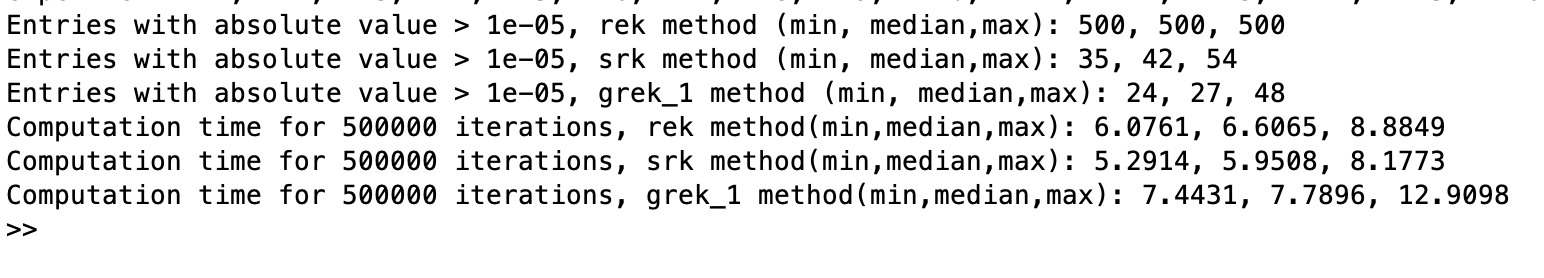 Entries with absolute value > 1e-05, rek method (min, median,max): 500, 500, 500
Entries with absolute value > 1e-05, srk method (min, median,max): 35, 42, 54
Entries with absolute value > 1e-05, grek_1 method (min, median,max): 24, 27, 48
Computation time for 500000 iterations, rek method(min,median,max): 6.0761, 6.6065, 8.8849
Computation time for 500000 iterations, srk method(min,median,max): 5.2914, 5.9508, 8.1773
Computation time for 500000 iterations, grek_1 method(min,median,max): 7.4431, 7.7896, 12.9098
>>